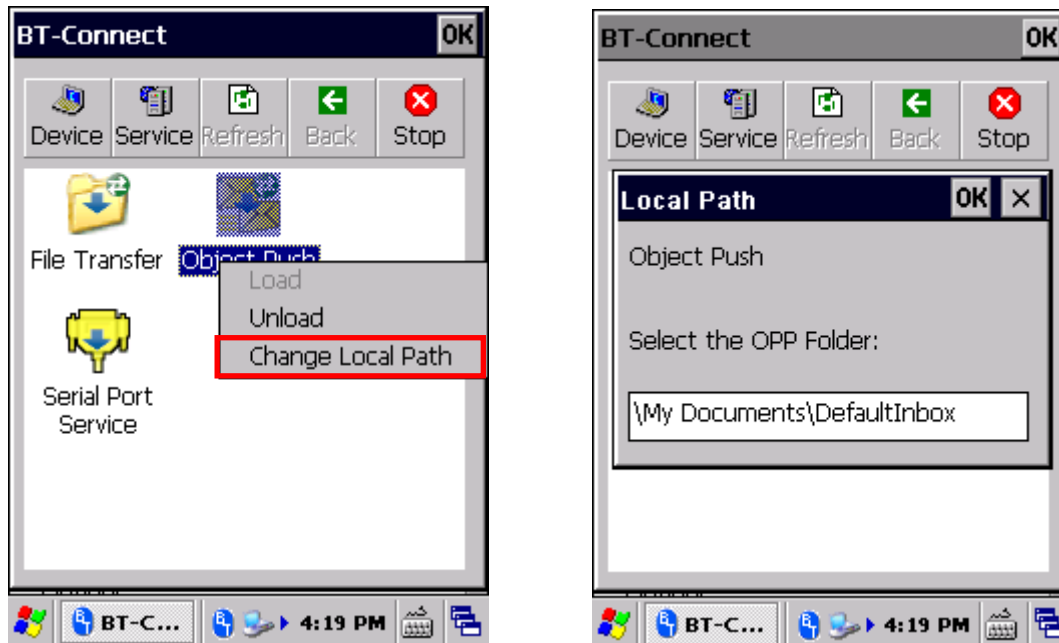 BT-Connect OK
Device Service Refresh Back Stop
File Transfer Object Push
Load
Unload
Change Local Path
Serial Port
Service
BT-C... 4:19 PM
BT-Connect OK
Device Service Refresh Back Stop
Local Path OK
Object Push
Select the OPP Folder:
\My Documents\DefaultInbox
BT-C... 4:19 PM